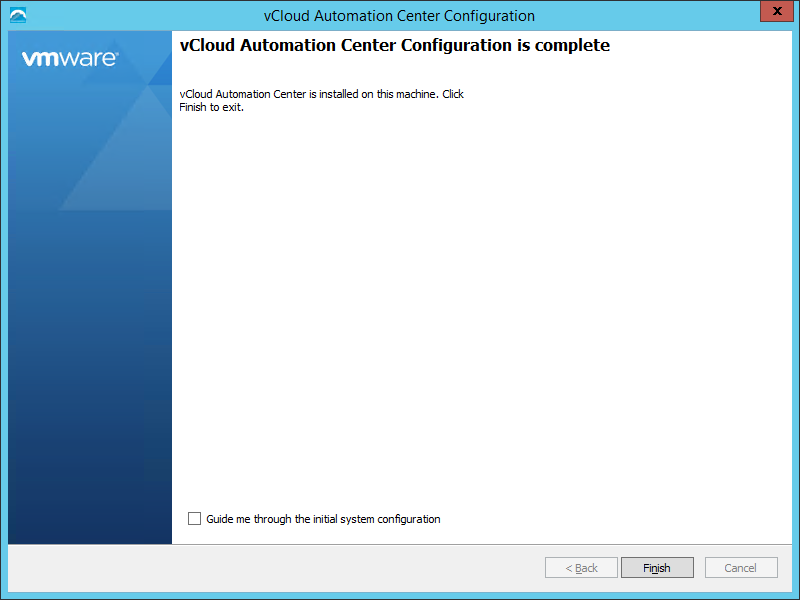 vCloud Automation Center Configuration
x
vmware®
vCloud Automation Center Configuration is complete
vCloud Automation Center is installed on this machine. Click
Finish to exit.
Guide me through the initial system configuration
< Back
Finish
Cancel